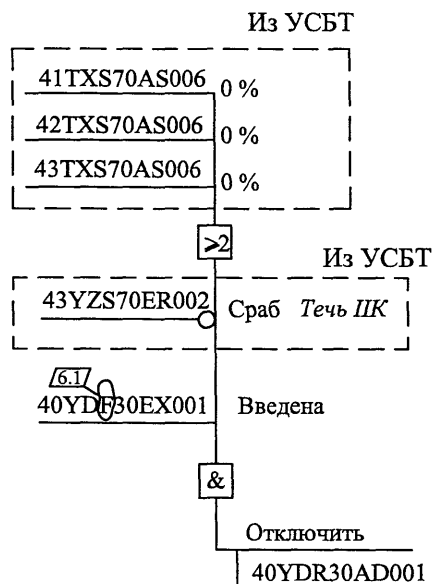 Из УСБТ
41TXS70AS006 0 %
42TXS70AS006 0 %
43TXS70AS006 0 %
⩾2
Из УСБТ
43YZS70ER002 Сраб Течь IIК
6.1
40YDF30EX001 Введена
&
Отключить
40YDR30AD001